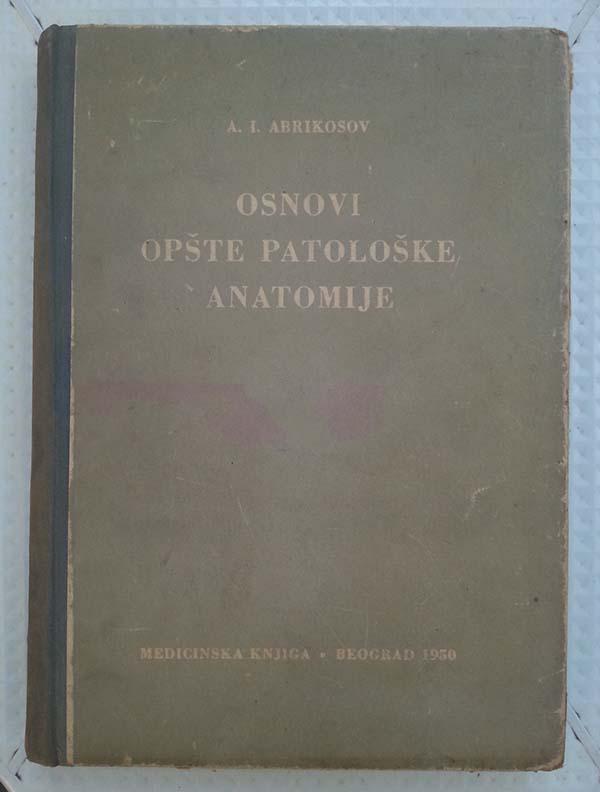 A. I. ABRIKOSOV
OSNOVI
OPŠTE PATOLOŠKE
ANATOMIJE
MEDICINSKA KNJIGA • BEOGRAD 1950